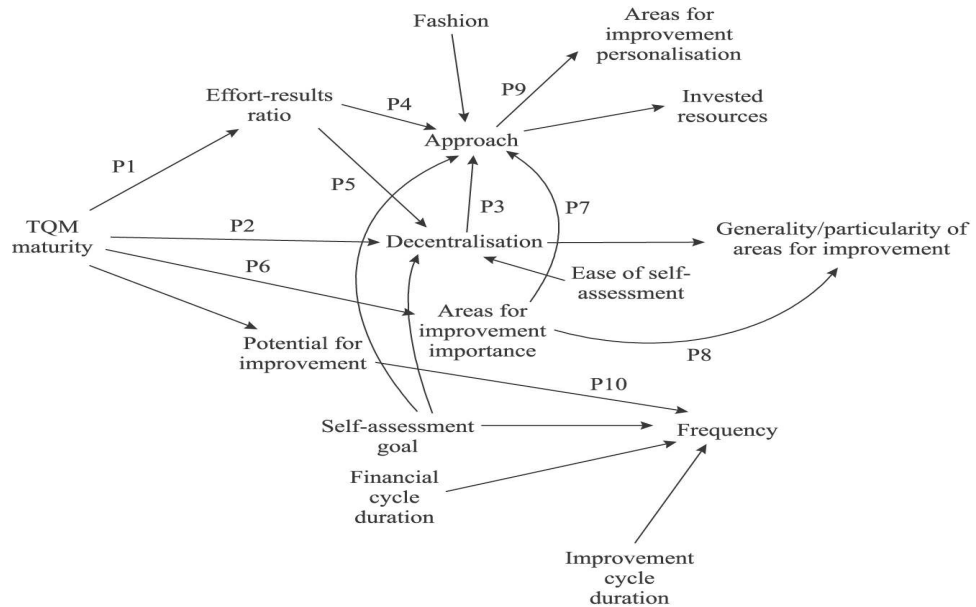 Fashion
Areas for
improvement
personalisation
P9
Effort-results
ratio
P4
Invested
resources
Approach
P1
P5
P3
P7
TQM
maturity
P2
Decentralisation
Generality/particularity of
areas for improvement
P6
Ease of self-
assessment
Areas for
improvement
importance
Potential for
improvement
P8
P10
Self-assessment
goal
Frequency
Financial
cycle
duration
Improvement
cycle
duration